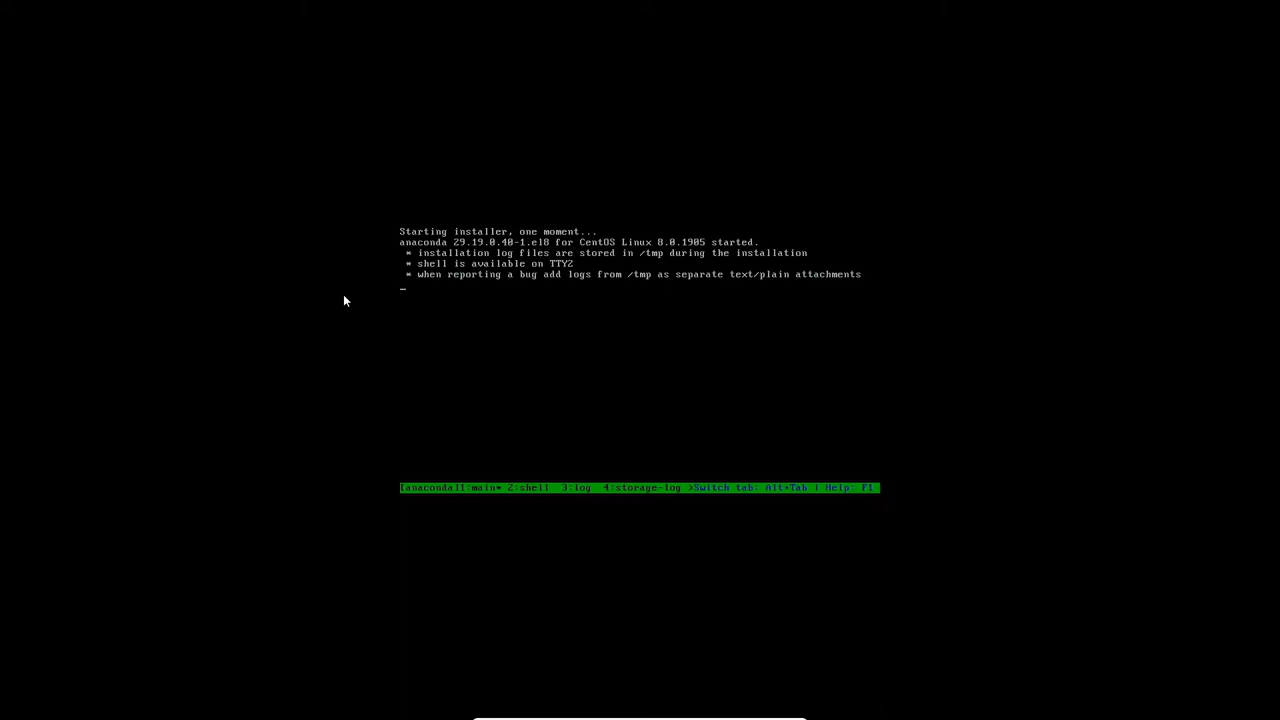 Starting installer, one moment...
anaconda 29.19.0.40-1.el8 for CentOS Linux 8.0.1905 started.
* installation log files are stored in /tmp during the installation
* shell is available on TTY2
* when reporting a bug add logs from /tmp as separate text/plain attachments
[anaconda]1:main* 2:shell  3:log  4:storage-log >Switch tab: Alt+Tab | Help: F1